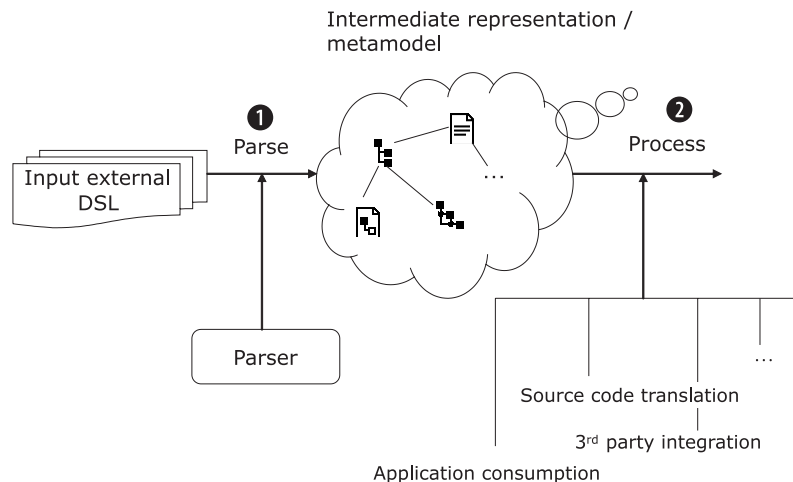 Intermediate representation /
metamodel
1
Parse
2
Process
Input external
DSL
...
Parser
...
Source code translation
3rd party integration
Application consumption